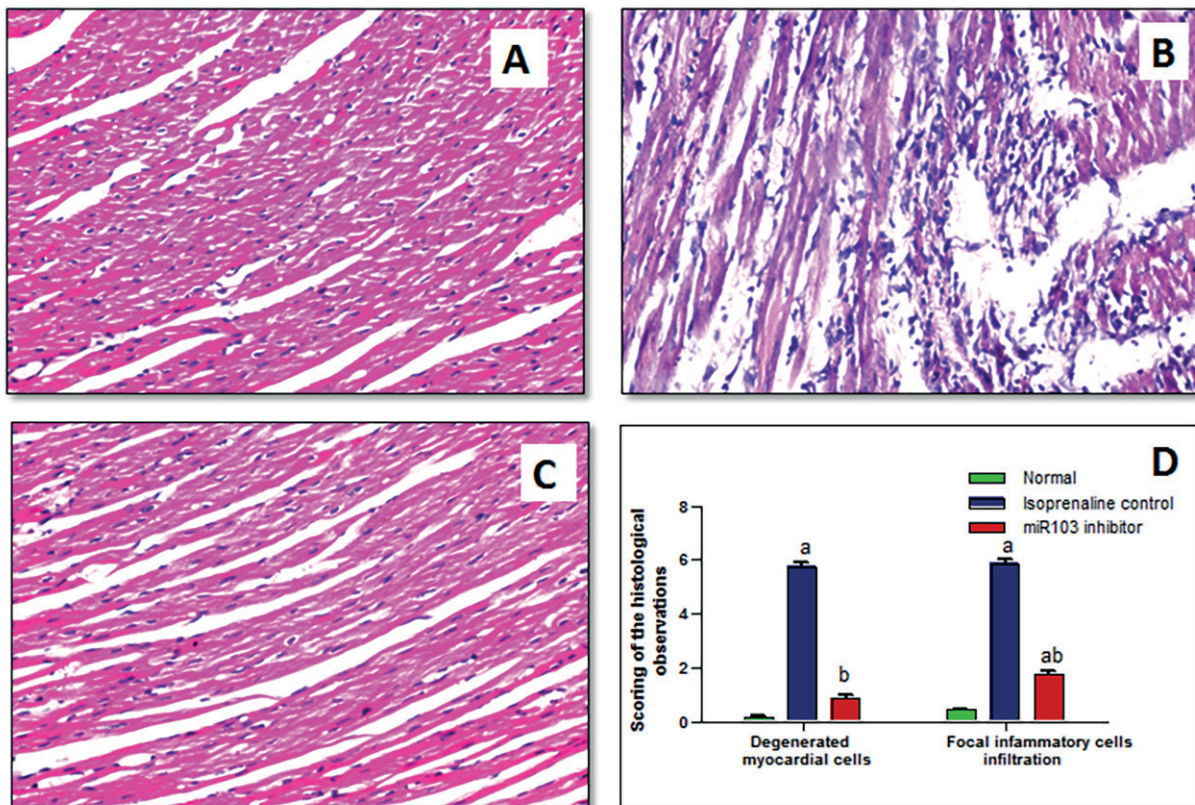 A
B
C
D
Normal
Isoprenaline control
miR103 inhibitor
Scoring of the histological
observations
8
6
4
2
0
a
b
a
ab
Degenerated
myocardial cells
Focal infammatory cells
infiltration